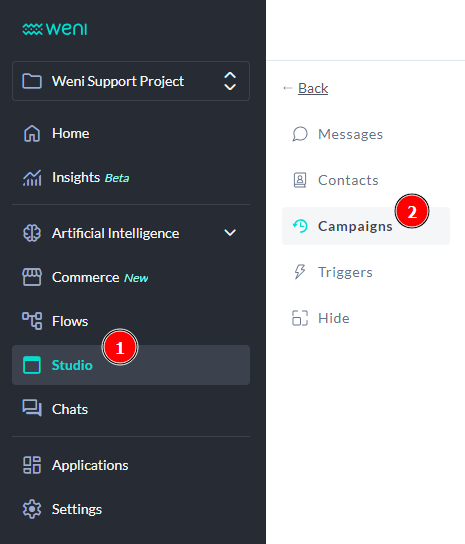 weni
Weni Support Project
Home
Insights Beta
Artificial Intelligence
Commerce New
Flows
1
Studio
Chats
Applications
Settings
← Back
Messages
Contacts
2
Campaigns
Triggers
Hide